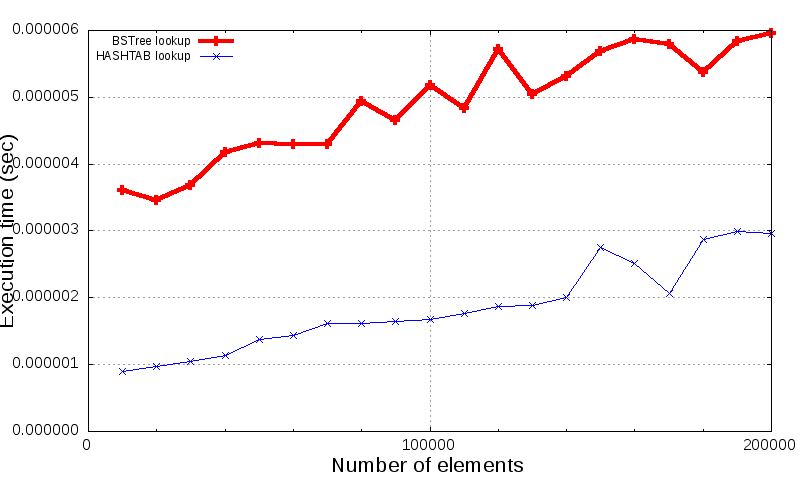 0.000006
BSTree lookup
HASHTAB lookup
0.000005
0.000004
0.000003
0.000002
0.000001
0.000000
Execution time (sec)
0
100000
200000
Number of elements